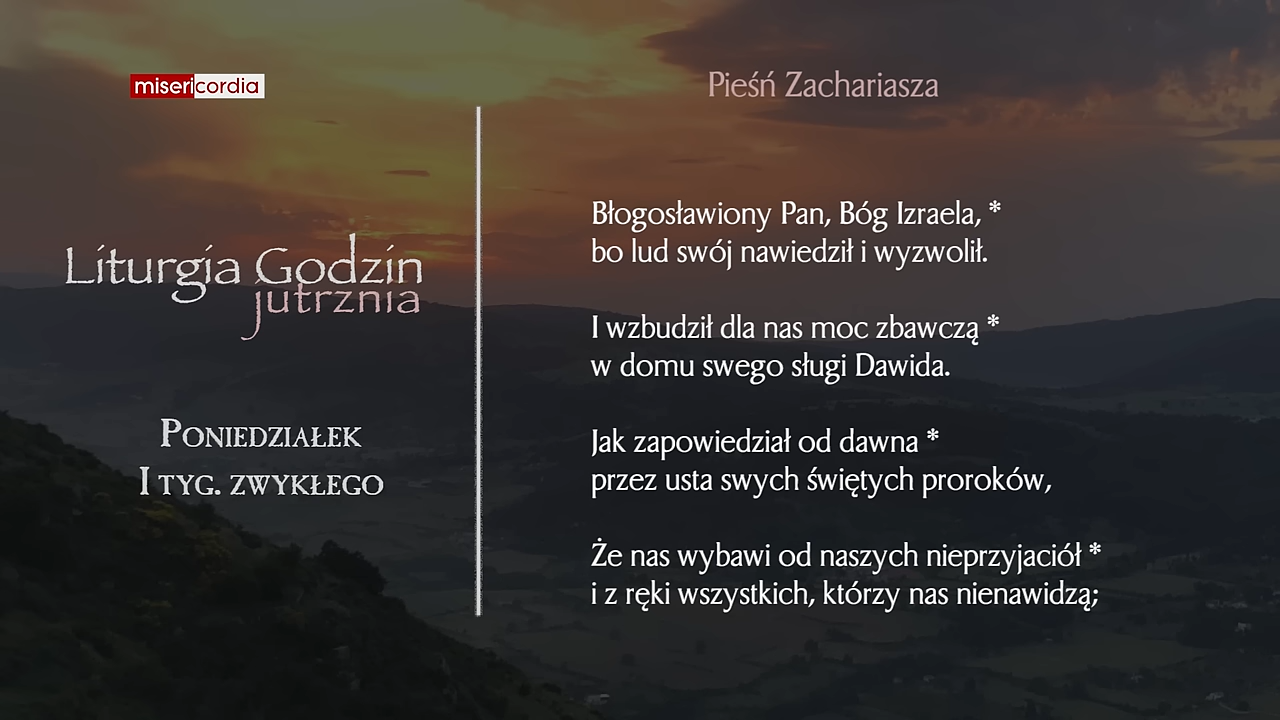 misericordia
Liturgia Godzin
jutrznia
Poniedziałek
I tyg. zwykłego
Pieśń Zachariasza
Błogosławiony Pan, Bóg Izraela, *
bo lud swój nawiedził i wyzwolił.
I wzbudził dla nas moc zbawczą *
w domu swego sługi Dawida.
Jak zapowiedział od dawna *
przez usta swych świętych proroków,
Że nas wybawi od naszych nieprzyjaciół *
i z ręki wszystkich, którzy nas nienawidzą;